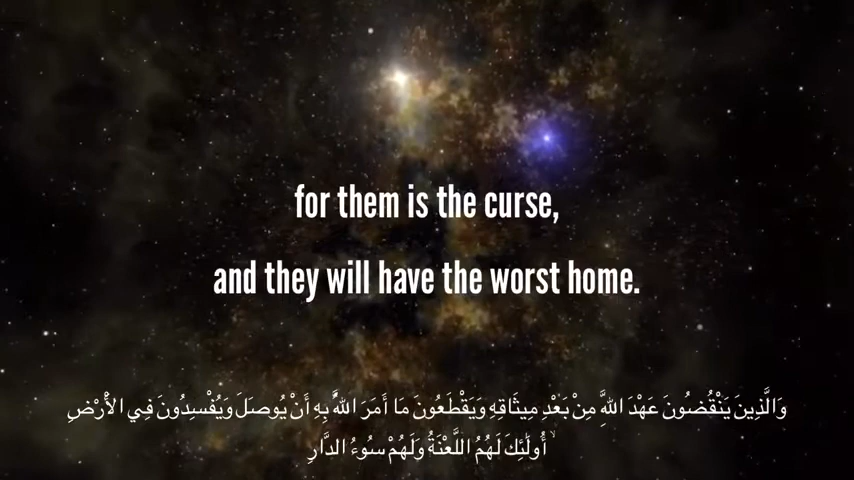 for them is the curse,
and they will have the worst home.
وَالَّذِينَ يَنْقُضُونَ عَهْدَ اللَّهِ مِنْ بَعْدِ مِيثَاقِهِ وَيَقْطَعُونَ مَا أَمَرَ اللَّهُ بِهِ أَنْ يُوصَلَ وَيُفْسِدُونَ فِي الْأَرْضِ
ۙ أُولَٰئِكَ لَهُمُ اللَّعْنَةُ وَلَهُمْ سُوءُ الدَّارِ